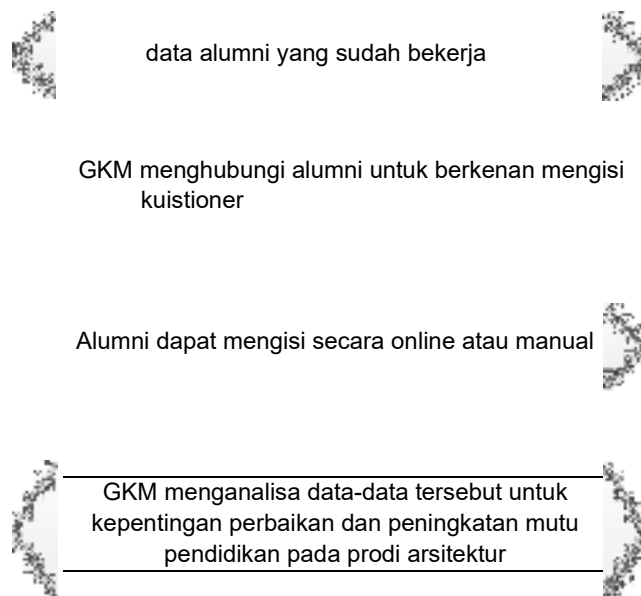 data alumni yang sudah bekerja
GKM menghubungi alumni untuk berkenan mengisi
kuistioner
Alumni dapat mengisi secara online atau manual
GKM menganalisa data-data tersebut untuk
kepentingan perbaikan dan peningkatan mutu
pendidikan pada prodi arsitektur